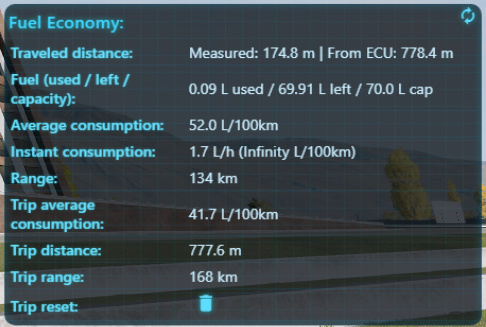 Fuel Economy:
Traveled distance: Measured: 174.8 m | From ECU: 778.4 m
Fuel (used / left /
capacity): 0.09 L used / 69.91 L left / 70.0 L cap
Average consumption: 52.0 L/100km
Instant consumption: 1.7 L/h (Infinity L/100km)
Range: 134 km
Trip average
consumption: 41.7 L/100km
Trip distance: 777.6 m
Trip range: 168 km
Trip reset: